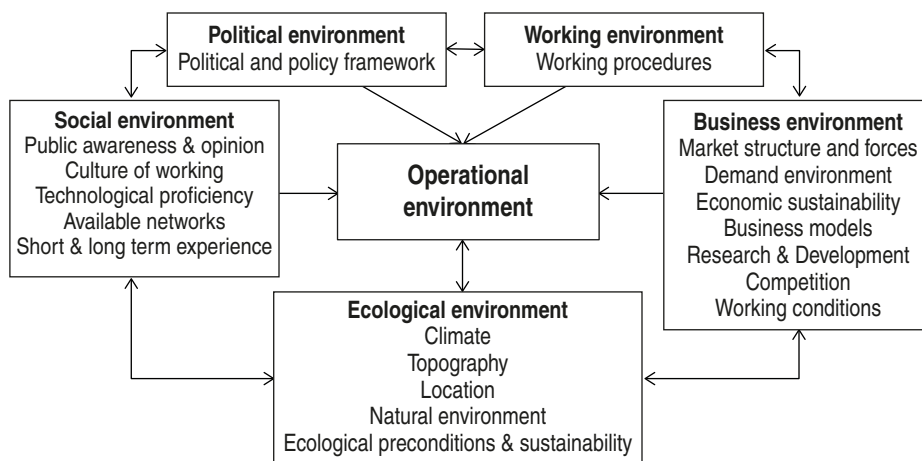 Political environment
Political and policy framework
Working environment
Working procedures
Social environment
Public awareness & opinion
Culture of working
Technological proficiency
Available networks
Short & long term experience
Operational
environment
Business environment
Market structure and forces
Demand environment
Economic sustainability
Business models
Research & Development
Competition
Working conditions
Ecological environment
Climate
Topography
Location
Natural environment
Ecological preconditions & sustainability